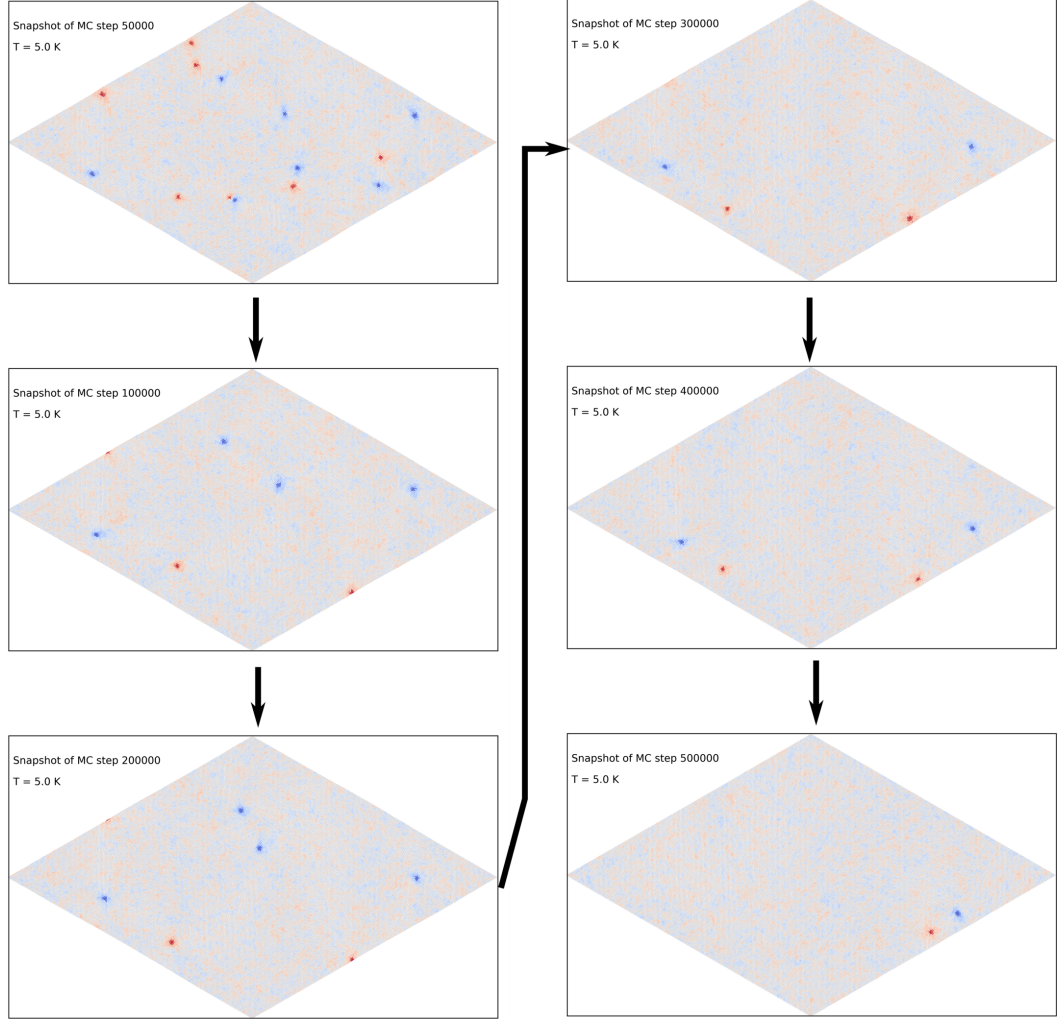 Snapshot of MC step 50000
T = 5.0 K
Snapshot of MC step 100000
T = 5.0 K
Snapshot of MC step 200000
T = 5.0 K
Snapshot of MC step 300000
T = 5.0 K
Snapshot of MC step 400000
T = 5.0 K
Snapshot of MC step 500000
T = 5.0 K